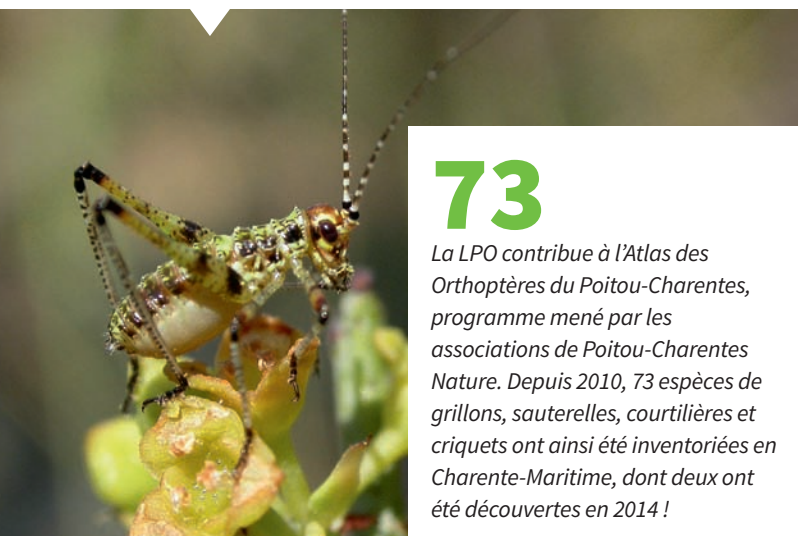 73
La LPO contribue à l'Atlas des
Orthoptères du Poitou-Charentes,
programme mené par les
associations de Poitou-Charentes
Nature. Depuis 2010, 73 espèces de
grillons, sauterelles, courtilières et
criquets ont ainsi été inventoriées en
Charente-Maritime, dont deux ont
été découvertes en 2014 !